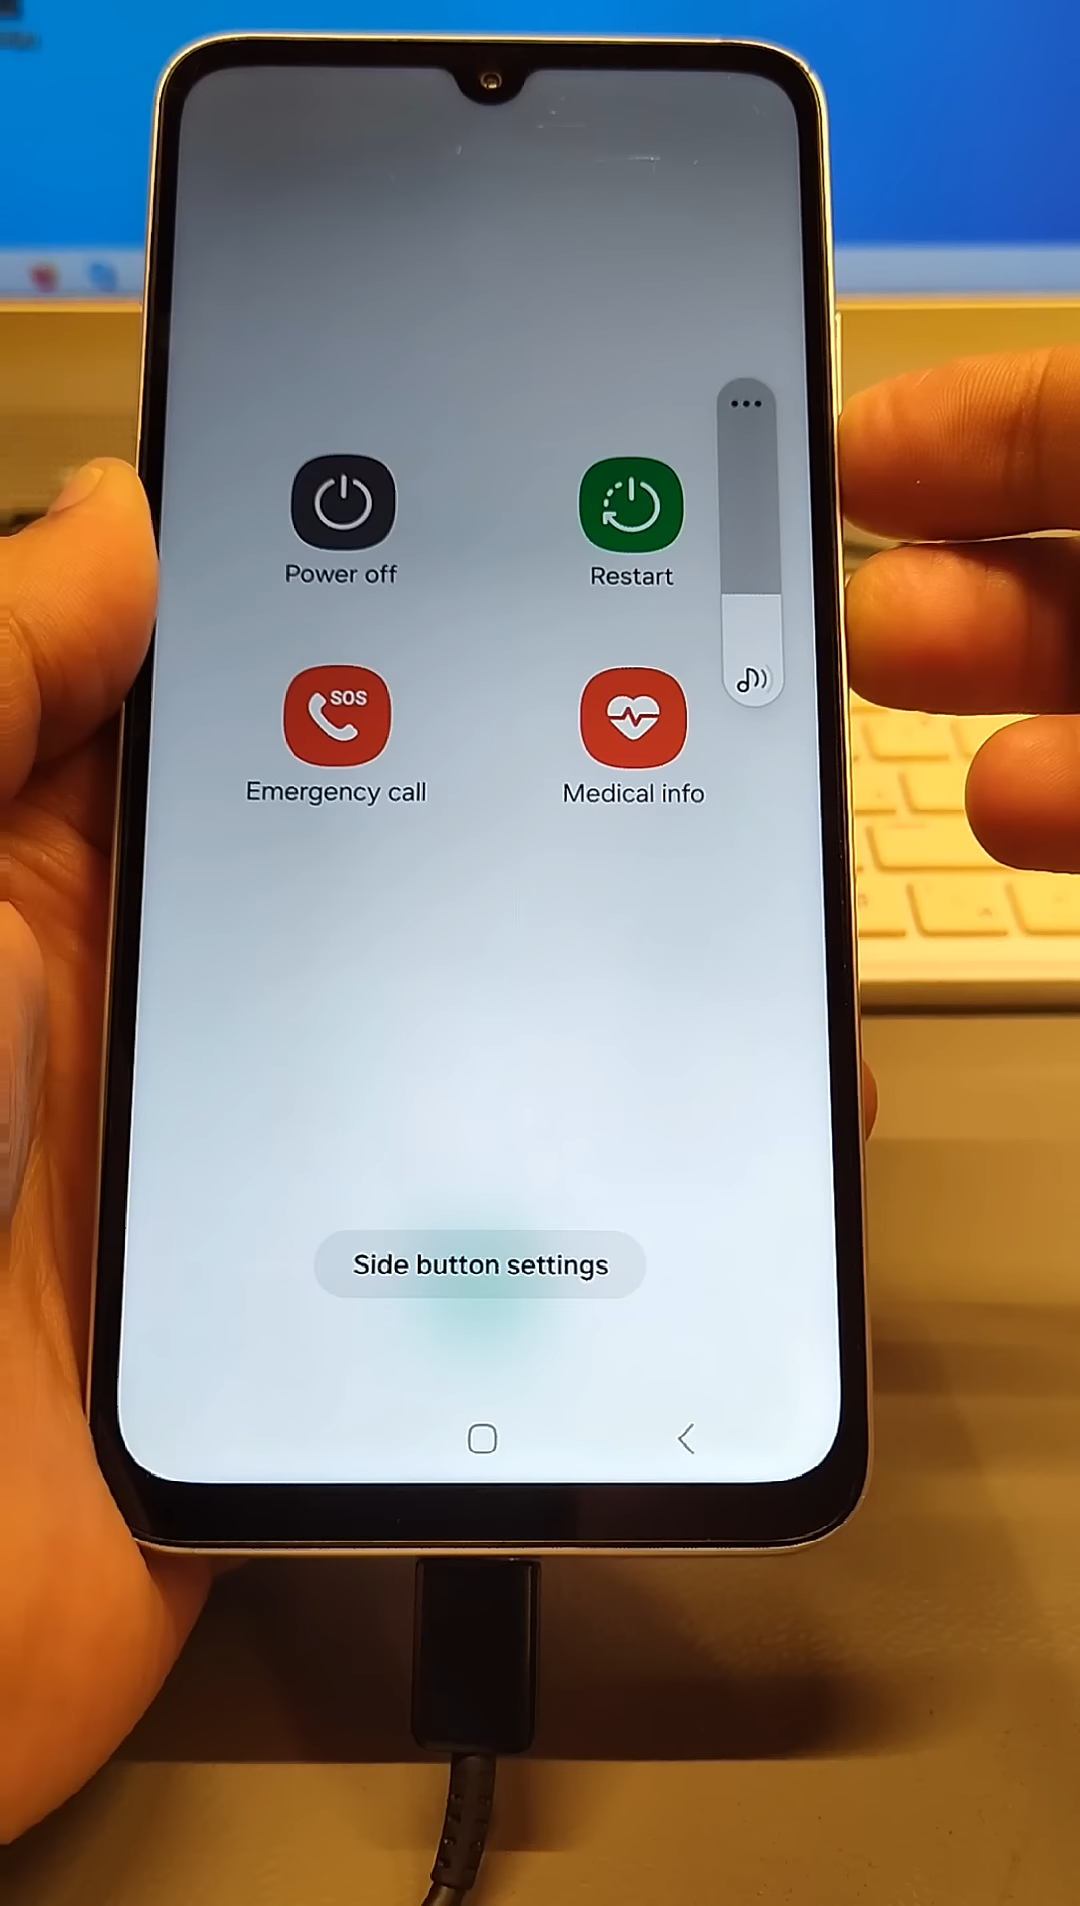 Power off
Restart
SOS
Emergency call
Medical info
Side button settings